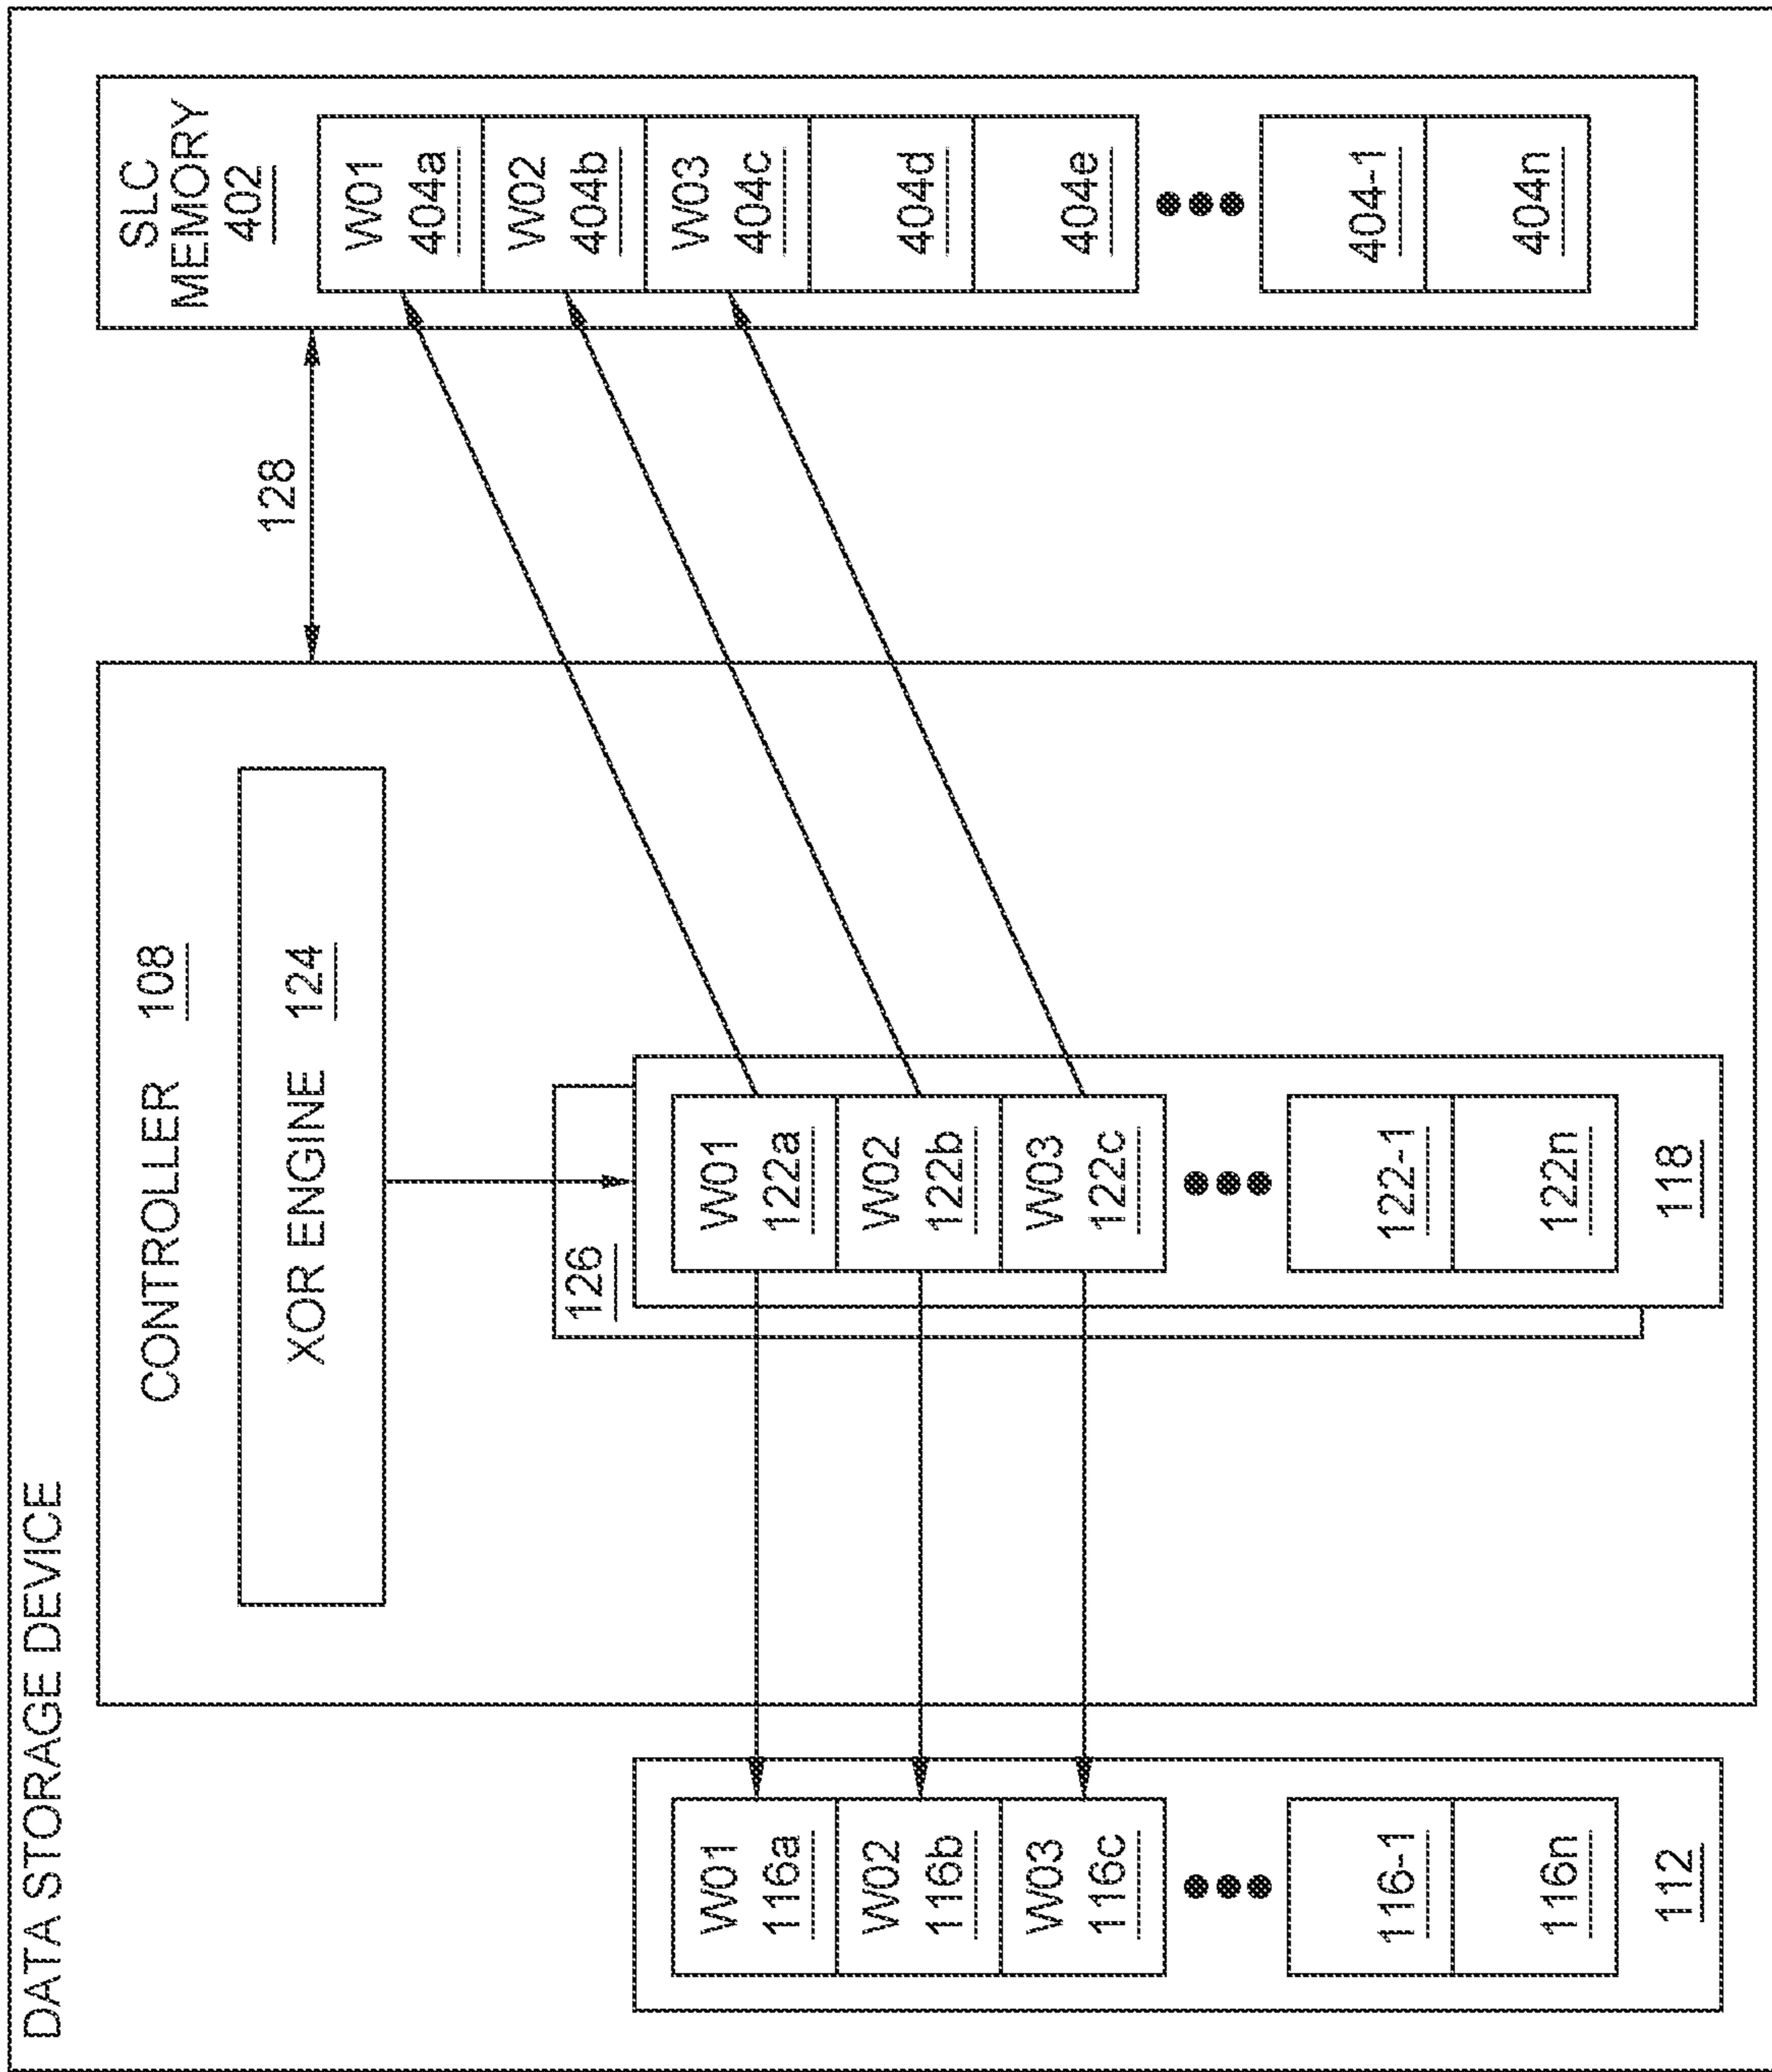 DATA STORAGE DEVICE
CONTROLLER 108
XOR ENGINE 124
126
W01
122a
W02
122b
W03
122c
122-1
122n
118
W01
116a
W02
116b
W03
116c
116-1
116n
112
128
SLC
MEMORY
402
W01
404a
W02
404b
W03
404c
404d
404e
404-1
404n